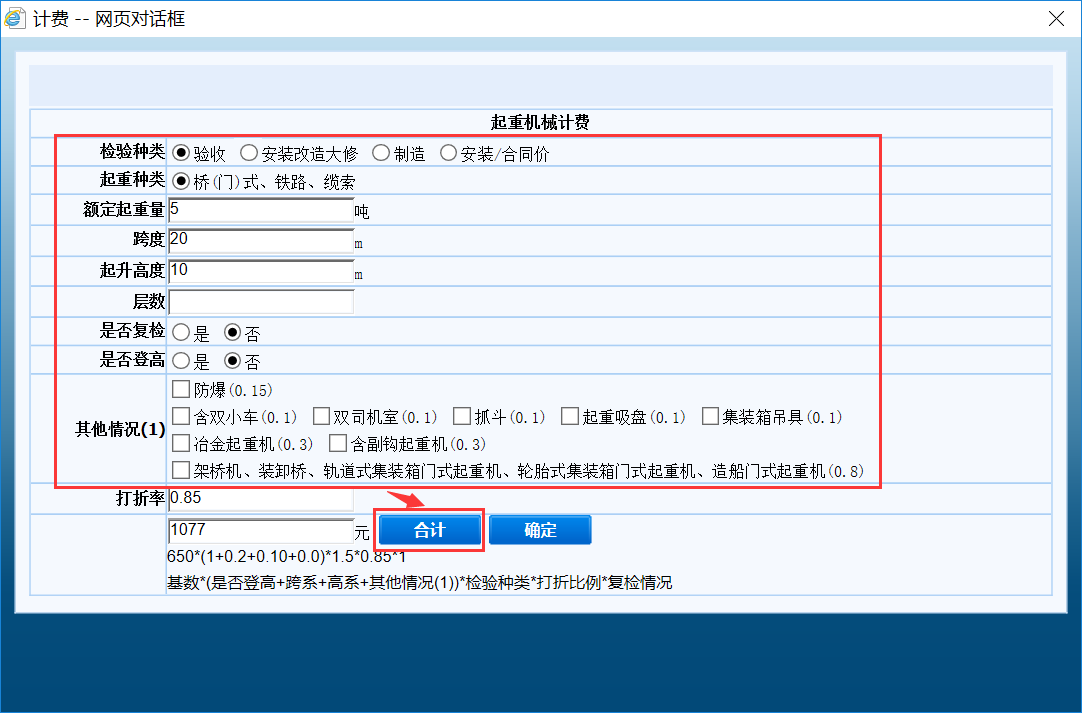 计费 -- 网页对话框
起重机械计费
检验种类 验收 安装改造大修 制造 安装/合同价
起重种类 桥(门)式、铁路、缆索
额定起重量 5 吨
跨度 20 m
起升高度 10 m
层数
是否复检 是 否
是否登高 是 否
防爆(0.15)
含双小车(0.1) 双司机室(0.1) 抓斗(0.1) 起重吸盘(0.1) 集装箱吊具(0.1)
其他情况(1)
冶金起重机(0.3) 含副钩起重机(0.3)
架桥机、装卸桥、轨道式集装箱门式起重机、轮胎式集装箱门式起重机、造船门式起重机(0.8)
打折率 0.85
1077 元 合计 确定
650*(1+0.2+0.10+0.0)*1.5*0.85*1
基数*(是否登高+跨系+高系+其他情况(1))*检验种类*打折比例*复检情况